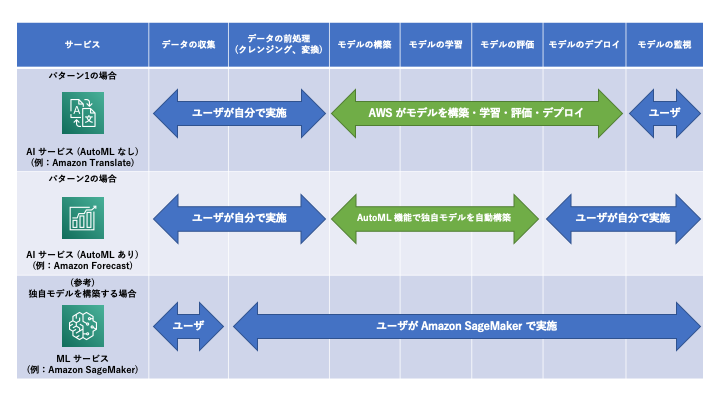 サービス
データの収集
データの前処理
(クレンジング、変換)
モデルの構築
モデルの学習
モデルの評価
モデルのデプロイ
モデルの監視
パターン1の場合
AI サービス (AutoML なし)
(例：Amazon Translate)
ユーザが自分で実施
AWS がモデルを構築・学習・評価・デプロイ
ユーザ
パターン2の場合
AI サービス (AutoML あり)
(例：Amazon Forecast)
ユーザが自分で実施
AutoML 機能で独自モデルを自動構築
ユーザが自分で実施
(参考)
独自モデルを構築する場合
ML サービス
(例：Amazon SageMaker)
ユーザ
ユーザが Amazon SageMaker で実施